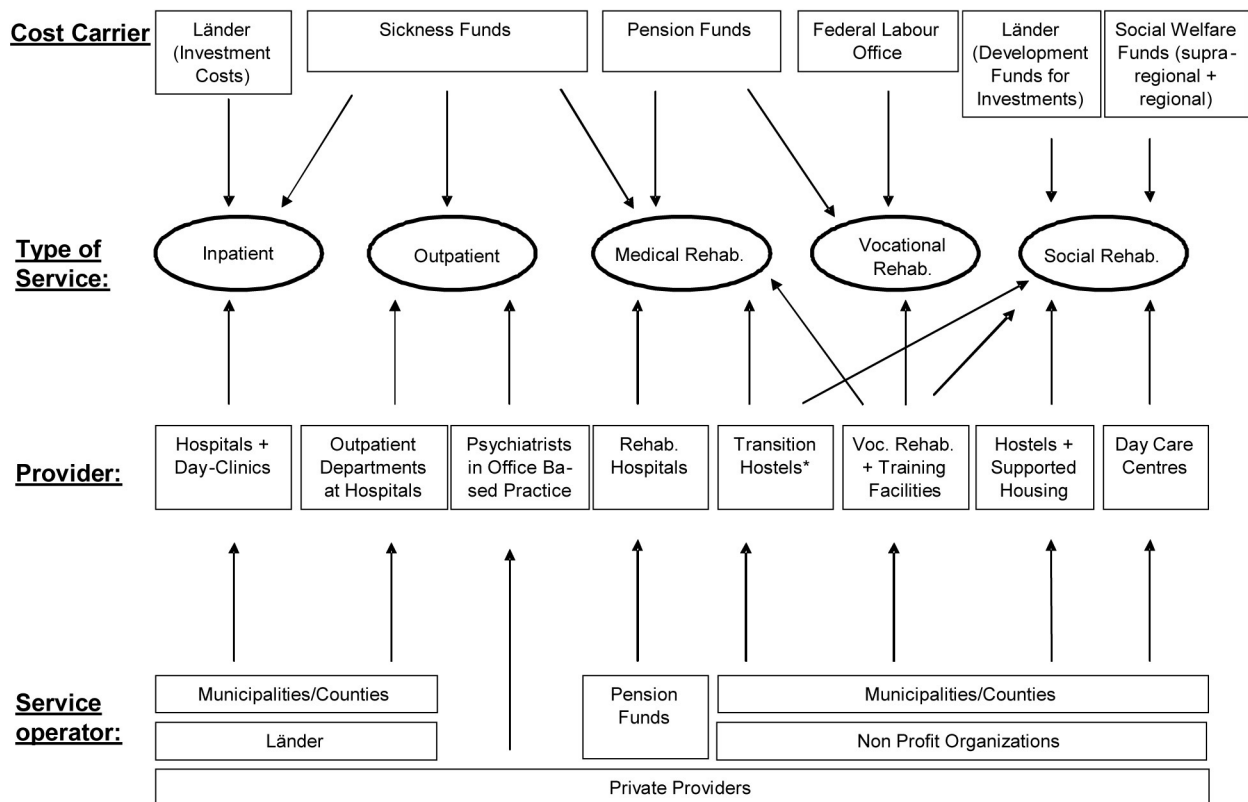 Cost Carrier
Länder
(Investment
Costs)
Sickness Funds
Pension Funds
Federal Labour
Office
Länder
(Development
Funds for
Investments)
Social Welfare
Funds (supra-
regional +
regional)
Type of
Service:
Inpatient
Outpatient
Medical Rehab.
Vocational
Rehab.
Social Rehab.
Provider:
Hospitals +
Day-Clinics
Outpatient
Departments
at Hospitals
Psychiatrists
in Office Ba-
sed Practice
Rehab.
Hospitals
Transition
Hostels*
Voc. Rehab.
+ Training
Facilities
Hostels +
Supported
Housing
Day Care
Centres
Service
operator:
Municipalities/Counties
Länder
Pension
Funds
Municipalities/Counties
Non Profit Organizations
Private Providers